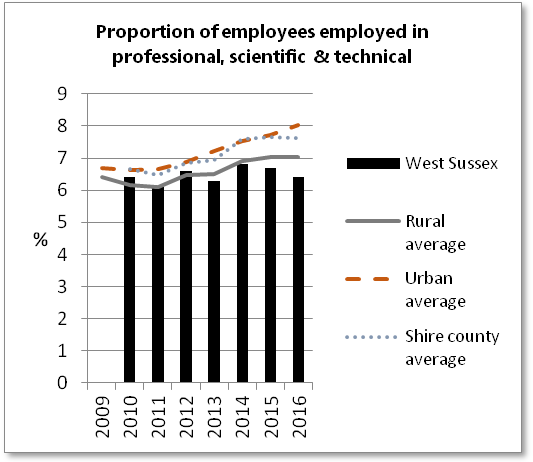 Proportion of employees employed in
professional, scientific & technical
9
8
7
6
5
4
3
2
1
0
%
2009
2010
2011
2012
2013
2014
2015
2016
West Sussex
Rural
average
Urban
average
Shire county
average